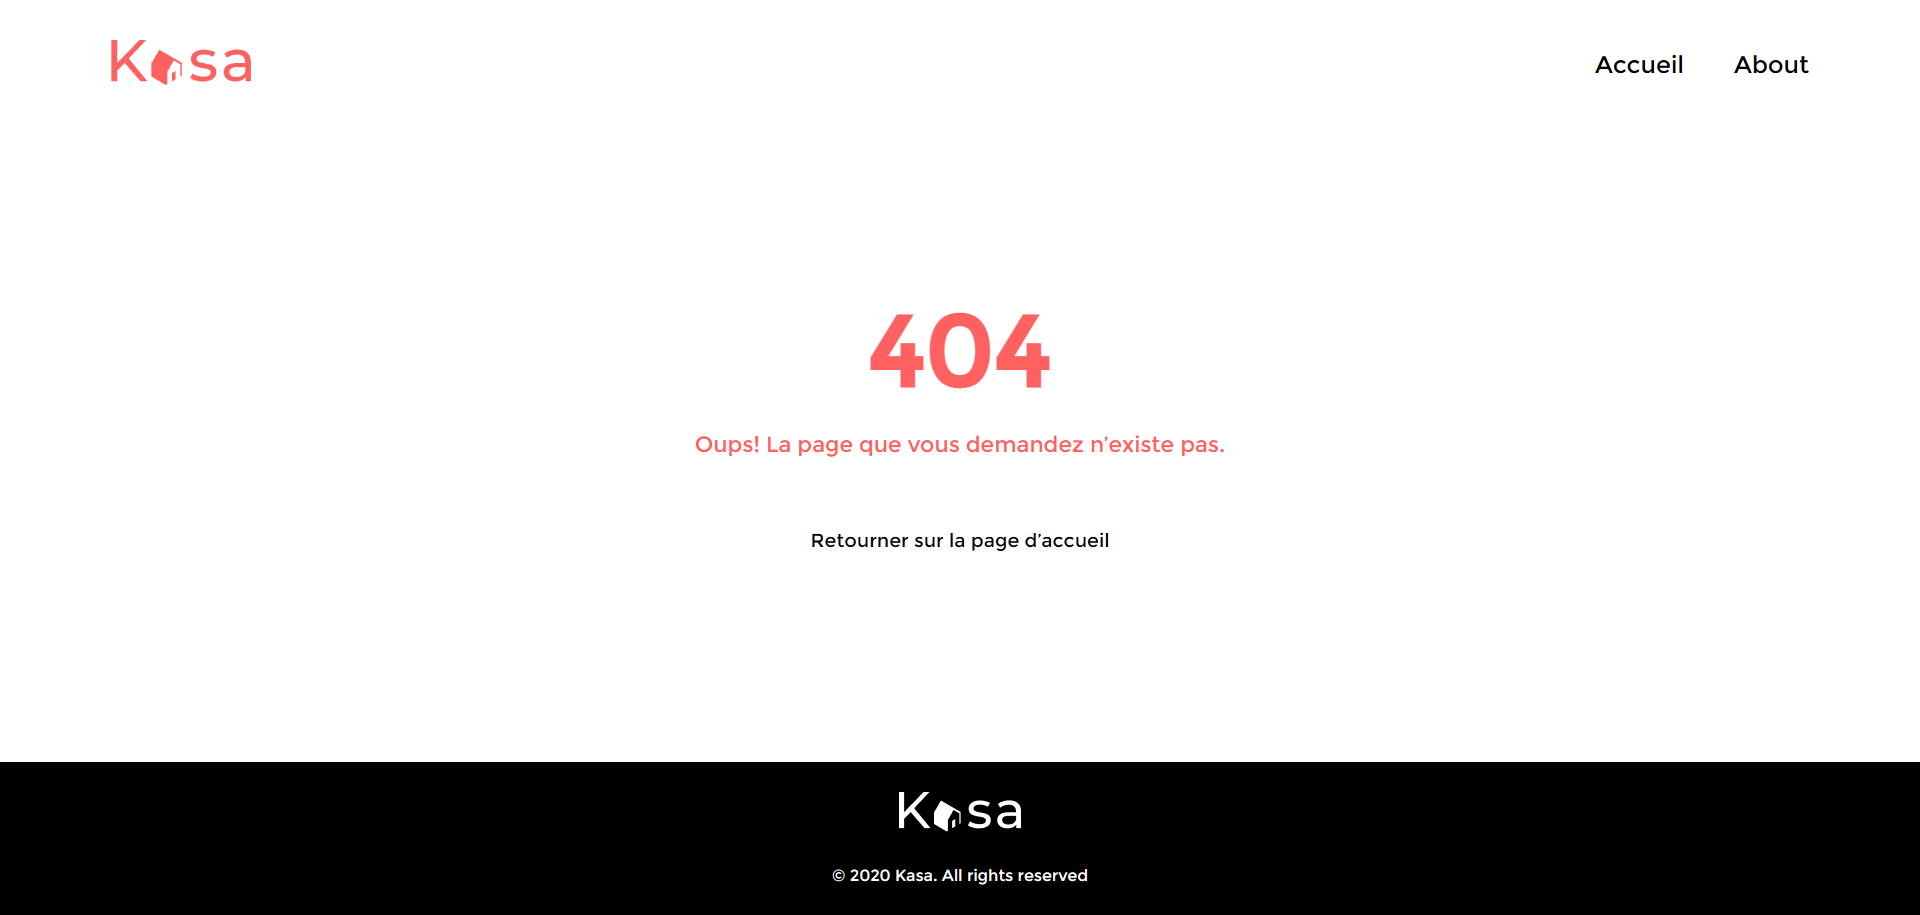 Kasa
Accueil
About
404
Oups! La page que vous demandez n’existe pas.
Retourner sur la page d’accueil
Kasa
© 2020 Kasa. All rights reserved